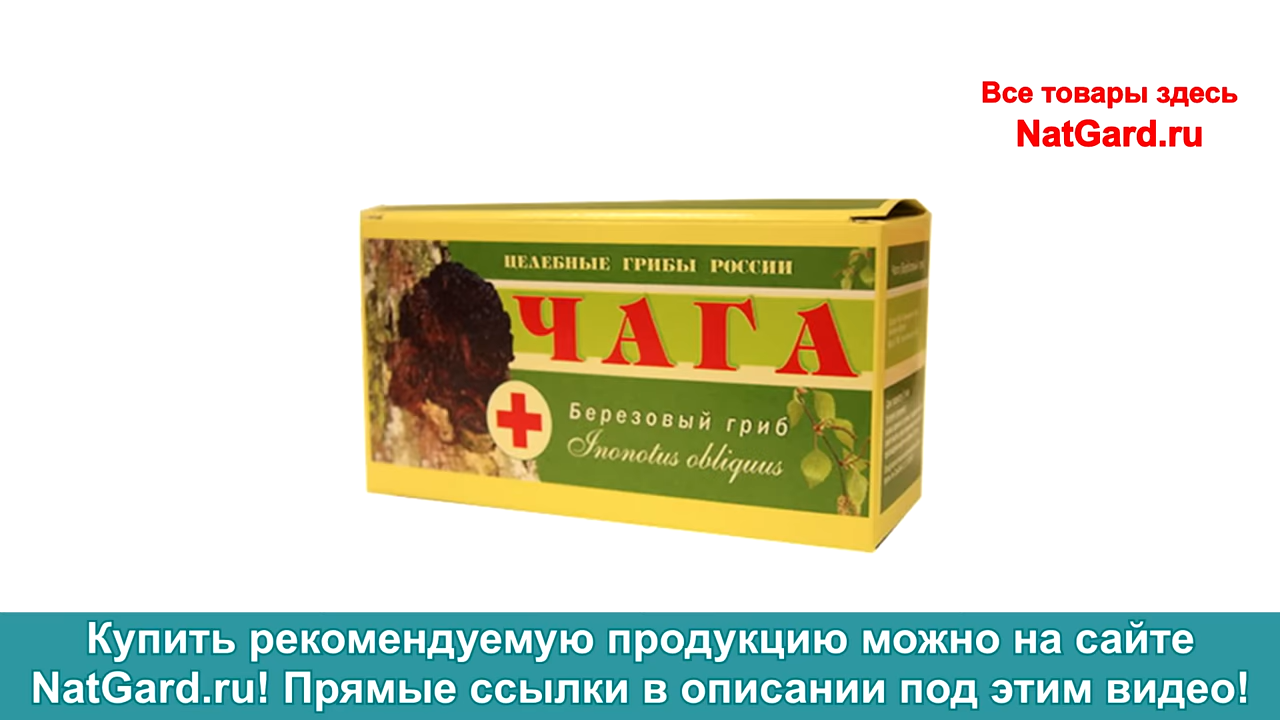 Все товары здесь
NatGard.ru
ЦЕЛЕБНЫЕ ГРИБЫ РОССИИ
ЧАГА
Березовый гриб
Inonotus obliquus
Купить рекомендуемую продукцию можно на сайте
NatGard.ru! Прямые ссылки в описании под этим видео!